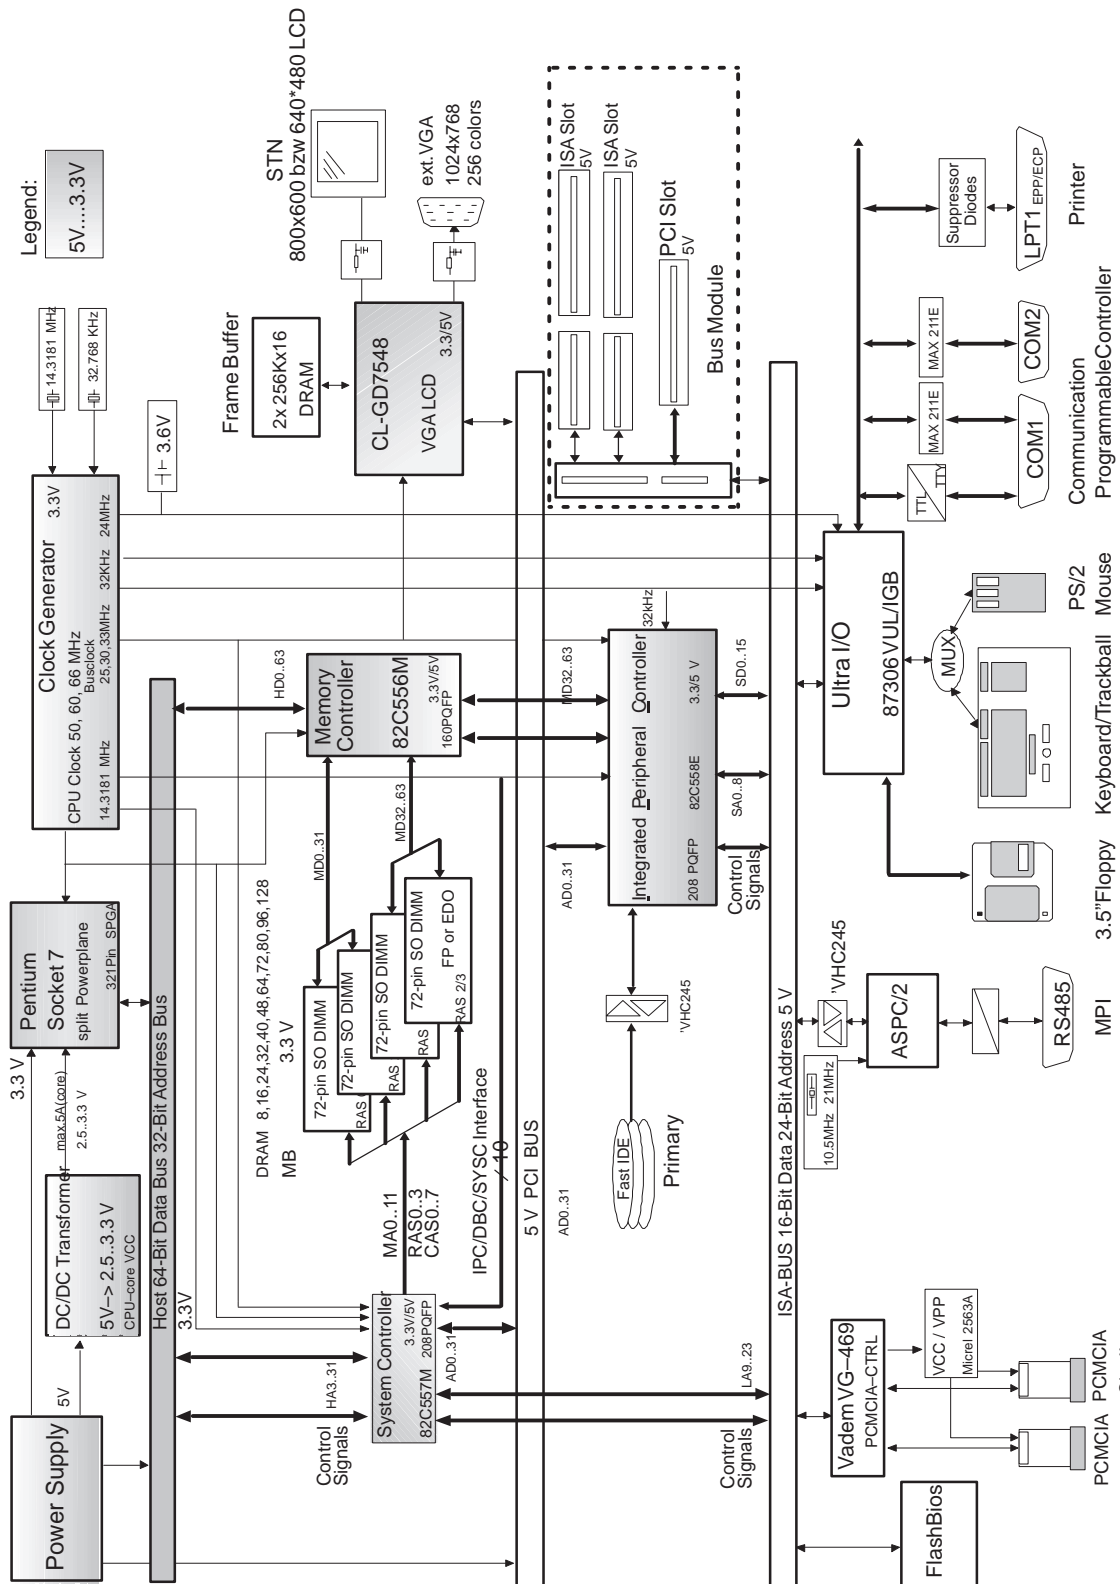 Legend:
5V....3.3V
Power Supply
5V
3.3 V
DC/DC Transformer
5V–> 2.5..3.3 V
CPU–core VCC
max.5A(core)
2.5..3.3 V
Pentium
Socket 7
split Powerplane
321Pin SPGA
Clock Generator
3.3V
CPU Clock 50, 60, 66 MHz
Busclock
14.3181 MHz
25,30,33MHz
32KHz
24MHz
14.3181 MHz
32.768 KHz
3.6V
Host 64-Bit Data Bus 32-Bit Address Bus
3.3V
HA3..31
Control
Signals
System Controller
3.3V/5V
82C557M
208PQFP
AD0..31
DRAM 8,16,24,32,40,48,64,72,80,96,128
MB
3.3 V
72-pin SO DIMM
RAS
72-pin SO DIMM
RAS
72-pin SO DIMM
RAS
72-pin SO DIMM
FP or EDO
RAS 2/3
MA0..11
RAS0..3
CAS0..7
IPC/DBC/SYSC Interface
10
MD0..31
MD32..63
HD0..63
Memory
Controller
82C556M
3.3V/5V
160PQFP
Frame Buffer
2x 256Kx16
DRAM
CL-GD7548
VGA LCD
3.3/5V
STN
800x600 bzw 640*480 LCD
ext. VGA
1024x768
256 colors
5 V PCI BUS
AD0..31
AD0..31
MD32..63
32kHz
Integrated Peripheral Controller
208 PQFP
82C558E
3.3/5 V
Control
Signals
SA0..8
SD0..15
'VHC245
Fast IDE
Primary
ISA Slot
5V
ISA Slot
5V
PCI Slot
5V
Bus Module
LA9..23
Control
Signals
ISA-BUS 16-Bit Data 24-Bit Address 5 V
FlashBios
Vadem VG–469
PCMCIA–CTRL
VCC / VPP
Micrel 2563A
PCMCIA
PCMCIA
10.5MHz 21MHz
'VHC245
ASPC/2
RS485
MPI
Ultra I/O
87306 VUL/IGB
3.5”Floppy
Keyboard/Trackball
MUX
PS/2
Mouse
TTL
TTY
MAX 211E
MAX 211E
COM1
COM2
Communication
ProgrammableController
Suppressor
Diodes
LPT1 EPP/ECP
Printer